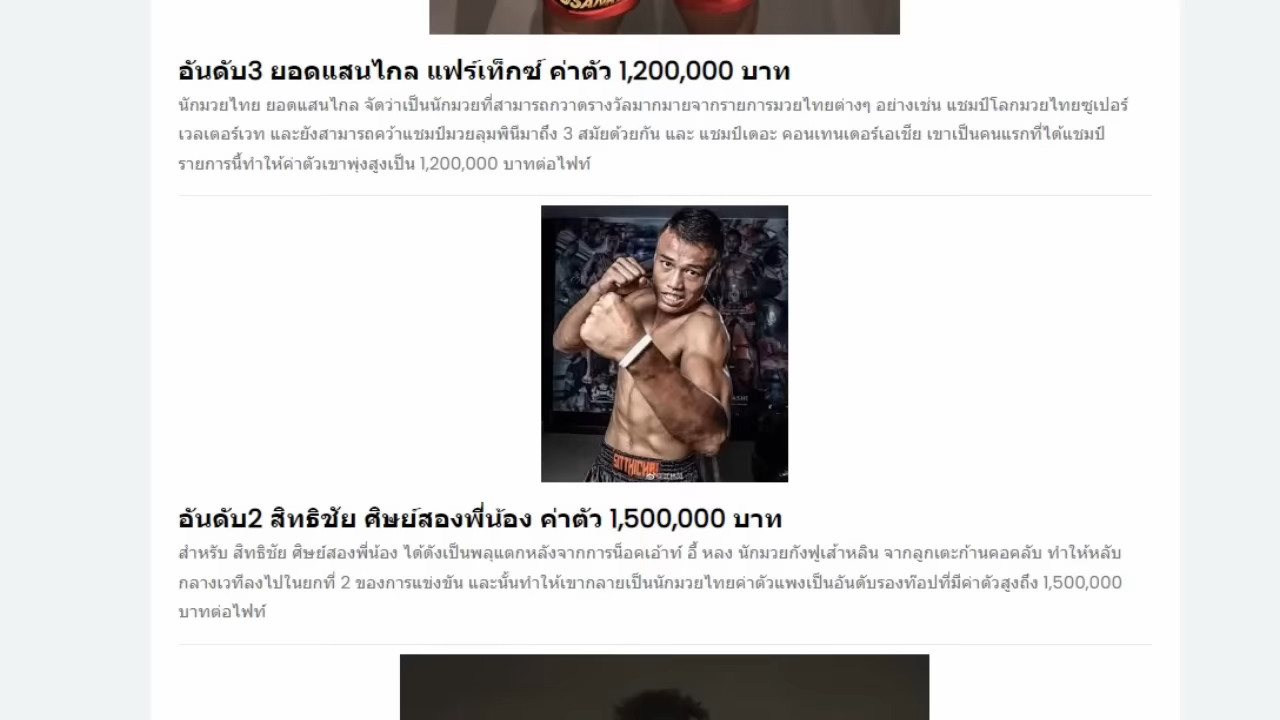 อันดับ3 ยอดแสนไกล แฟร์เท็กซ์ ค่าตัว 1,200,000 บาท
นักมวยไทย ยอดแสนไกล จัดว่าเป็นนักมวยที่สามารถกวาดรางวัลมากมายจากรายการมวยไทยต่างๆ อย่างเช่น แชมป์โลกมวยไทยซูเปอร์
เวลเตอร์เวท และยังสามารถคว้าแชมป์มวยลุมพินีมาถึง 3 สมัยด้วยกัน และ แชมป์เดอะ คอนเทนเดอร์เอเชีย เขาเป็นคนแรกที่ได้แชมป์
รายการนี้ทำให้ค่าตัวเขาพุ่งสูงเป็น 1,200,000 บาทต่อไฟท์
SITTHICHAI
อันดับ2 สิทธิชัย ศิษย์สองพี่น้อง ค่าตัว 1,500,000 บาท
สำหรับ สิทธิชัย ศิษย์สองพี่น้อง ได้ดังเป็นพลุแตกหลังจากการน็อคเอ้าท์ อี้ หลง นักมวยกังฟูเส้าหลิน จากลูกเตะก้านคอคลับ ทำให้หลับ
กลางเวทีลงไปในยกที่ 2 ของการแข่งขัน และนั้นทำให้เขากลายเป็นนักมวยไทยค่าตัวแพงเป็นอันดับรองท๊อปที่มีค่าตัวสูงถึง 1,500,000
บาทต่อไฟท์